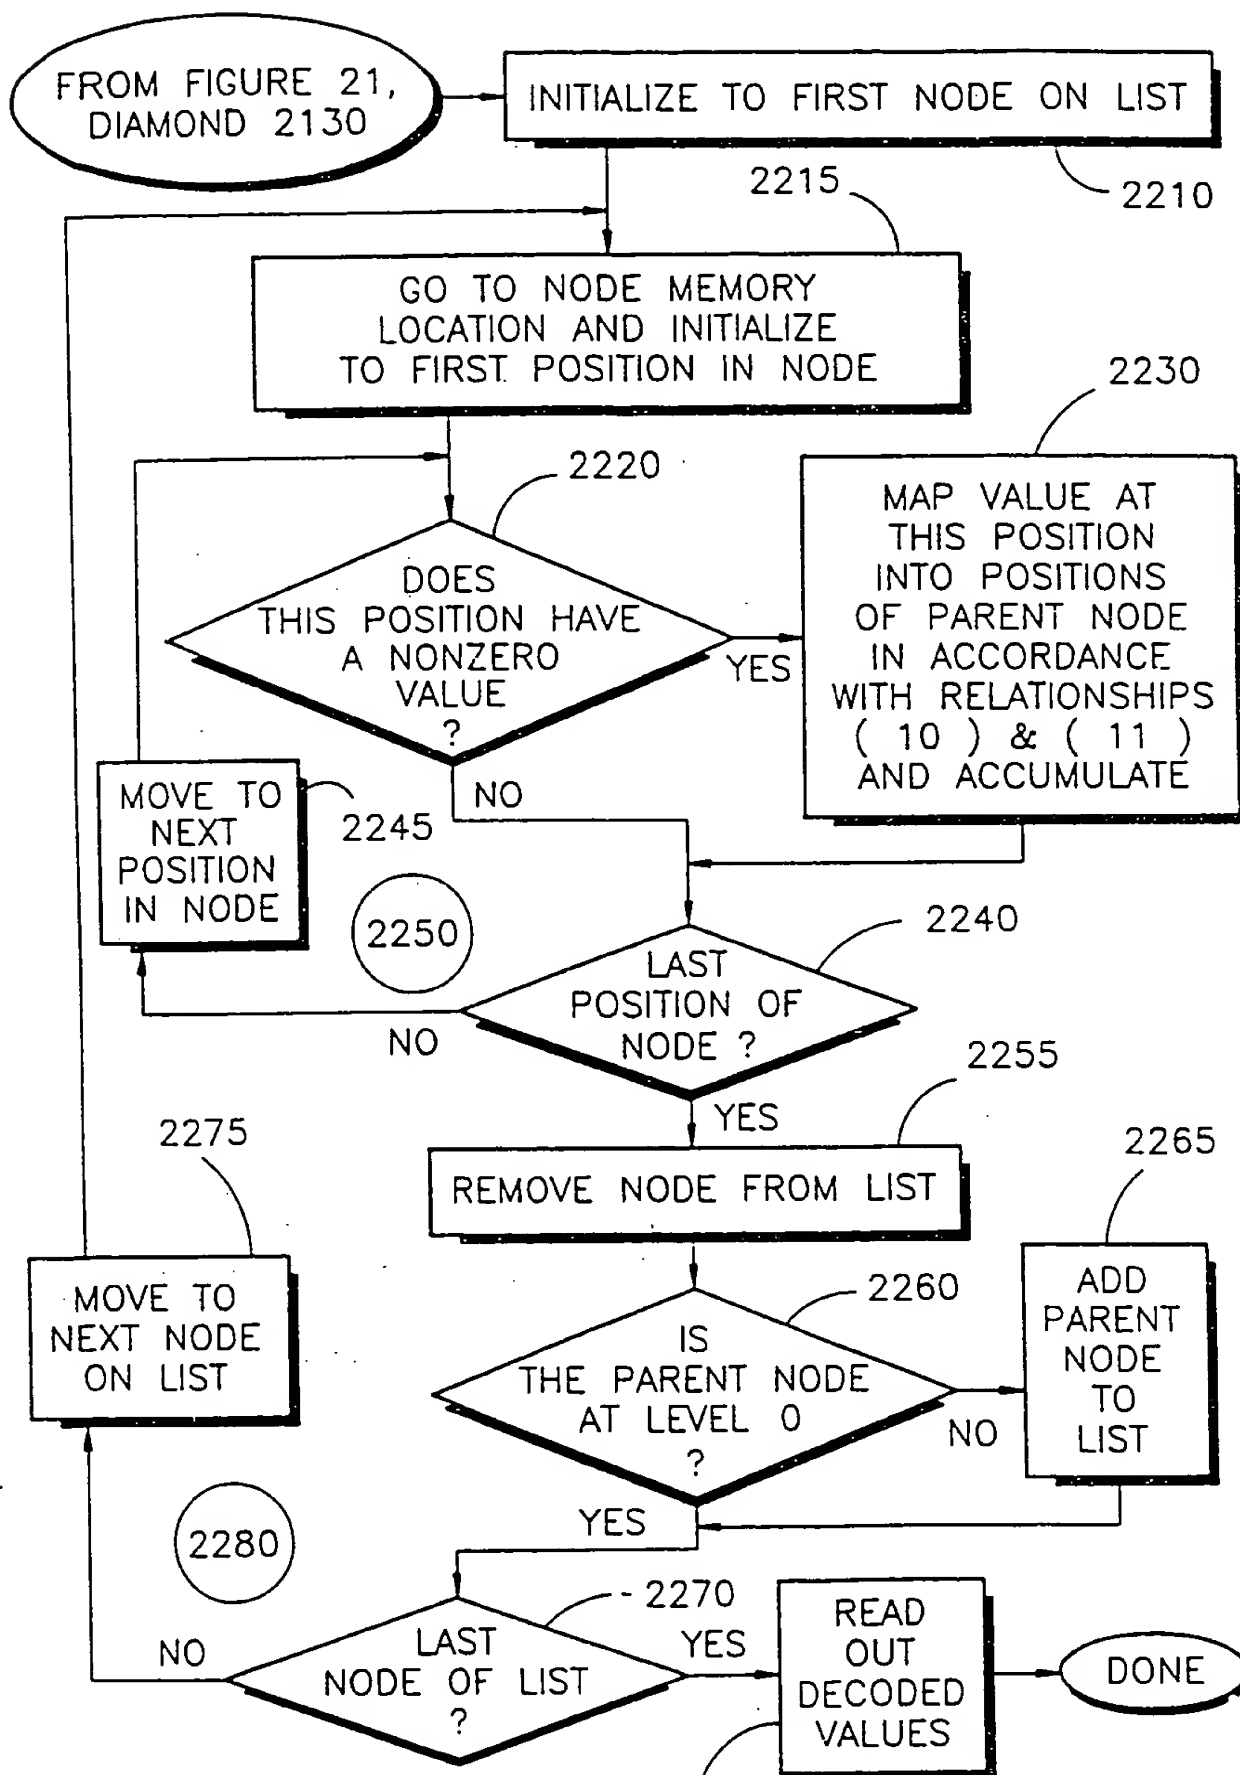 FROM FIGURE 21,
DIAMOND 2130
INITIALIZE TO FIRST NODE ON LIST
2210
2215
GO TO NODE MEMORY
LOCATION AND INITIALIZE
TO FIRST POSITION IN NODE
2220
DOES
THIS POSITION HAVE
A NONZERO
VALUE
?
YES
NO
2230
MAP VALUE AT
THIS POSITION
INTO POSITIONS
OF PARENT NODE
IN ACCORDANCE
WITH RELATIONSHIPS
( 10 ) & ( 11 )
AND ACCUMULATE
MOVE TO
NEXT
POSITION
IN NODE
2245
2250
2240
LAST
POSITION OF
NODE ?
NO
YES
2255
REMOVE NODE FROM LIST
2260
IS
THE PARENT NODE
AT LEVEL 0
?
NO
YES
2265
ADD
PARENT
NODE
TO
LIST
2275
MOVE TO
NEXT NODE
ON LIST
2280
2270
LAST
NODE OF LIST
?
NO
YES
READ
OUT
DECODED
VALUES
DONE